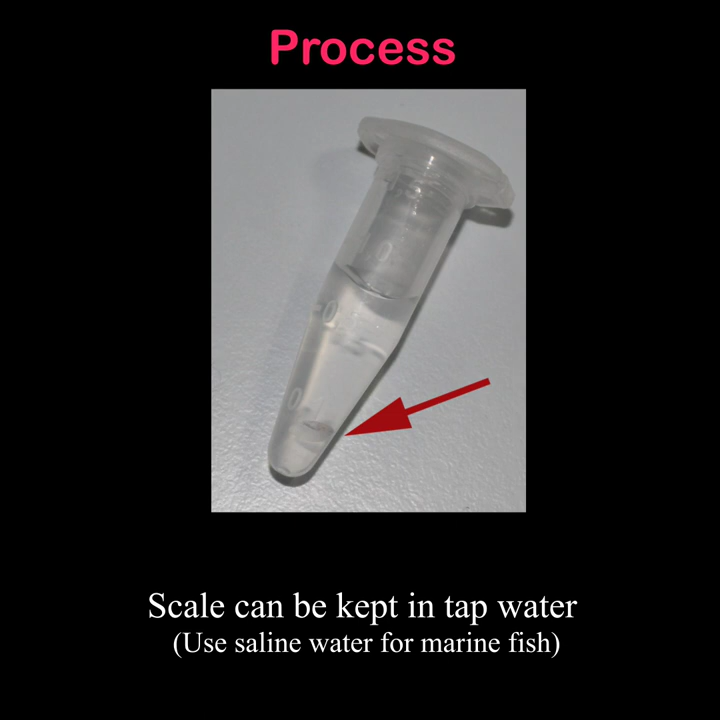 Process
Scale can be kept in tap water
(Use saline water for marine fish)